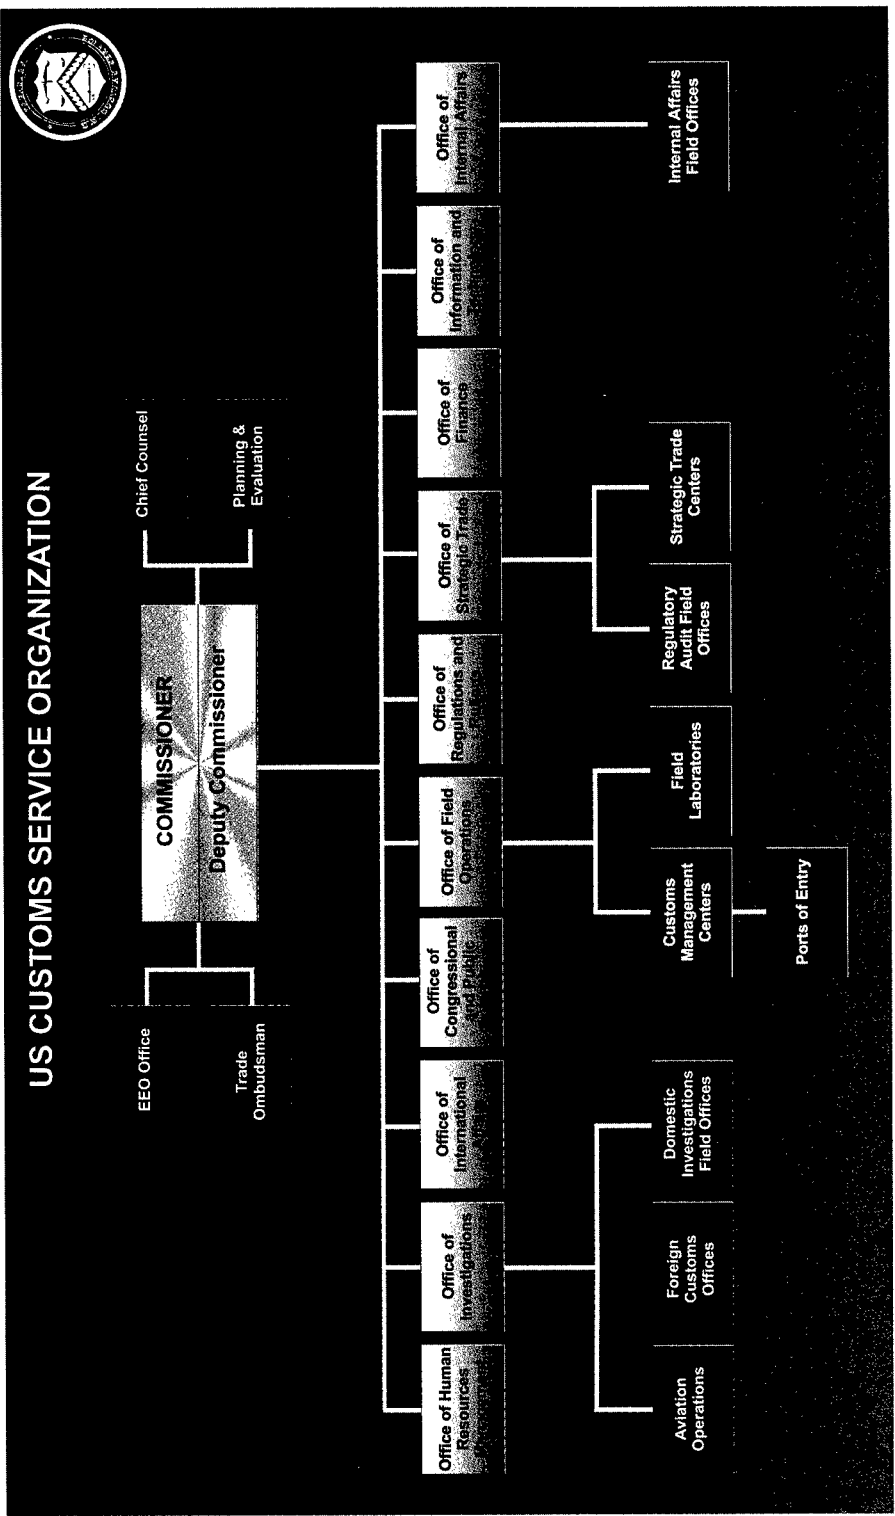 US CUSTOMS SERVICE ORGANIZATION
EEO Office
Trade
Ombudsman
COMMISSIONER
Deputy Commissioner
Chief Counsel
Planning &
Evaluation
Office of Human
Resources
Office of
Investigations
Office of
International
Office of
Congressional
and Public
Office of Field
Operations
Office of
Regulations and
Office of
Strategic Trade
Office of
Finance
Office of
Information and
Office of
Internal Affairs
Aviation
Operations
Foreign
Customs
Offices
Domestic
Investigations
Field Offices
Customs
Management
Centers
Field
Laboratories
Regulatory
Audit Field
Offices
Strategic Trade
Centers
Internal Affairs
Field Offices
Ports of Entry